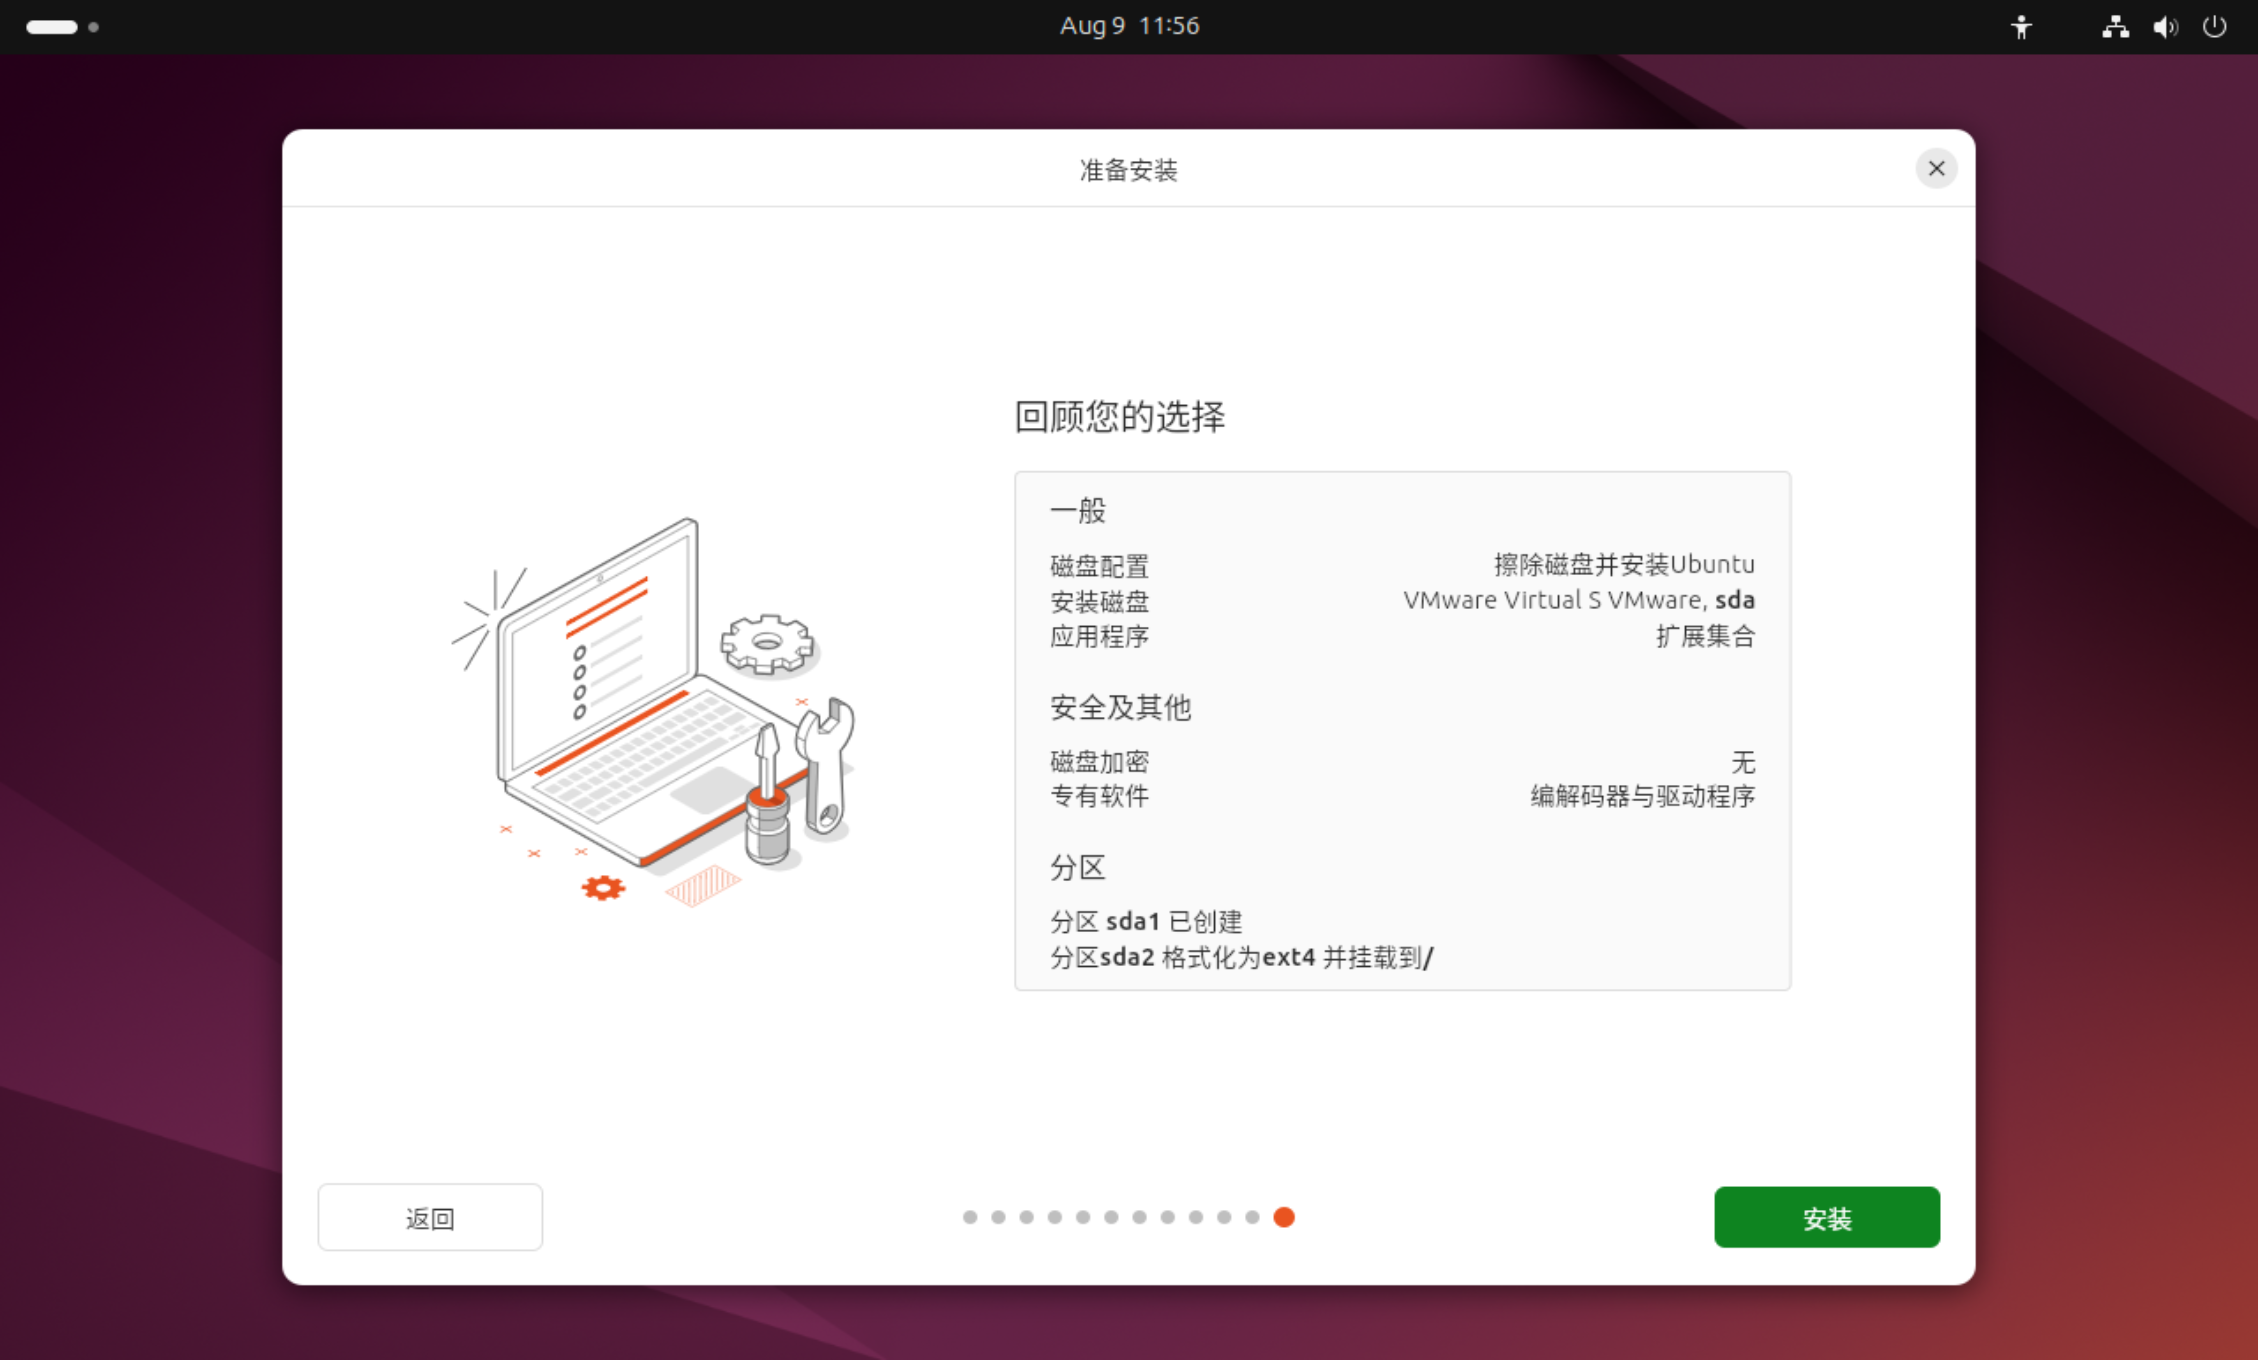 Aug 9 11:56
准备安装
回顾您的选择
一般
磁盘配置 擦除磁盘并安装Ubuntu
安装磁盘 VMware Virtual S VMware, sda
应用程序 扩展集合
安全及其他
磁盘加密 无
专有软件 编解码器与驱动程序
分区
分区 sda1 已创建
分区sda2 格式化为ext4 并挂载到/
返回
安装